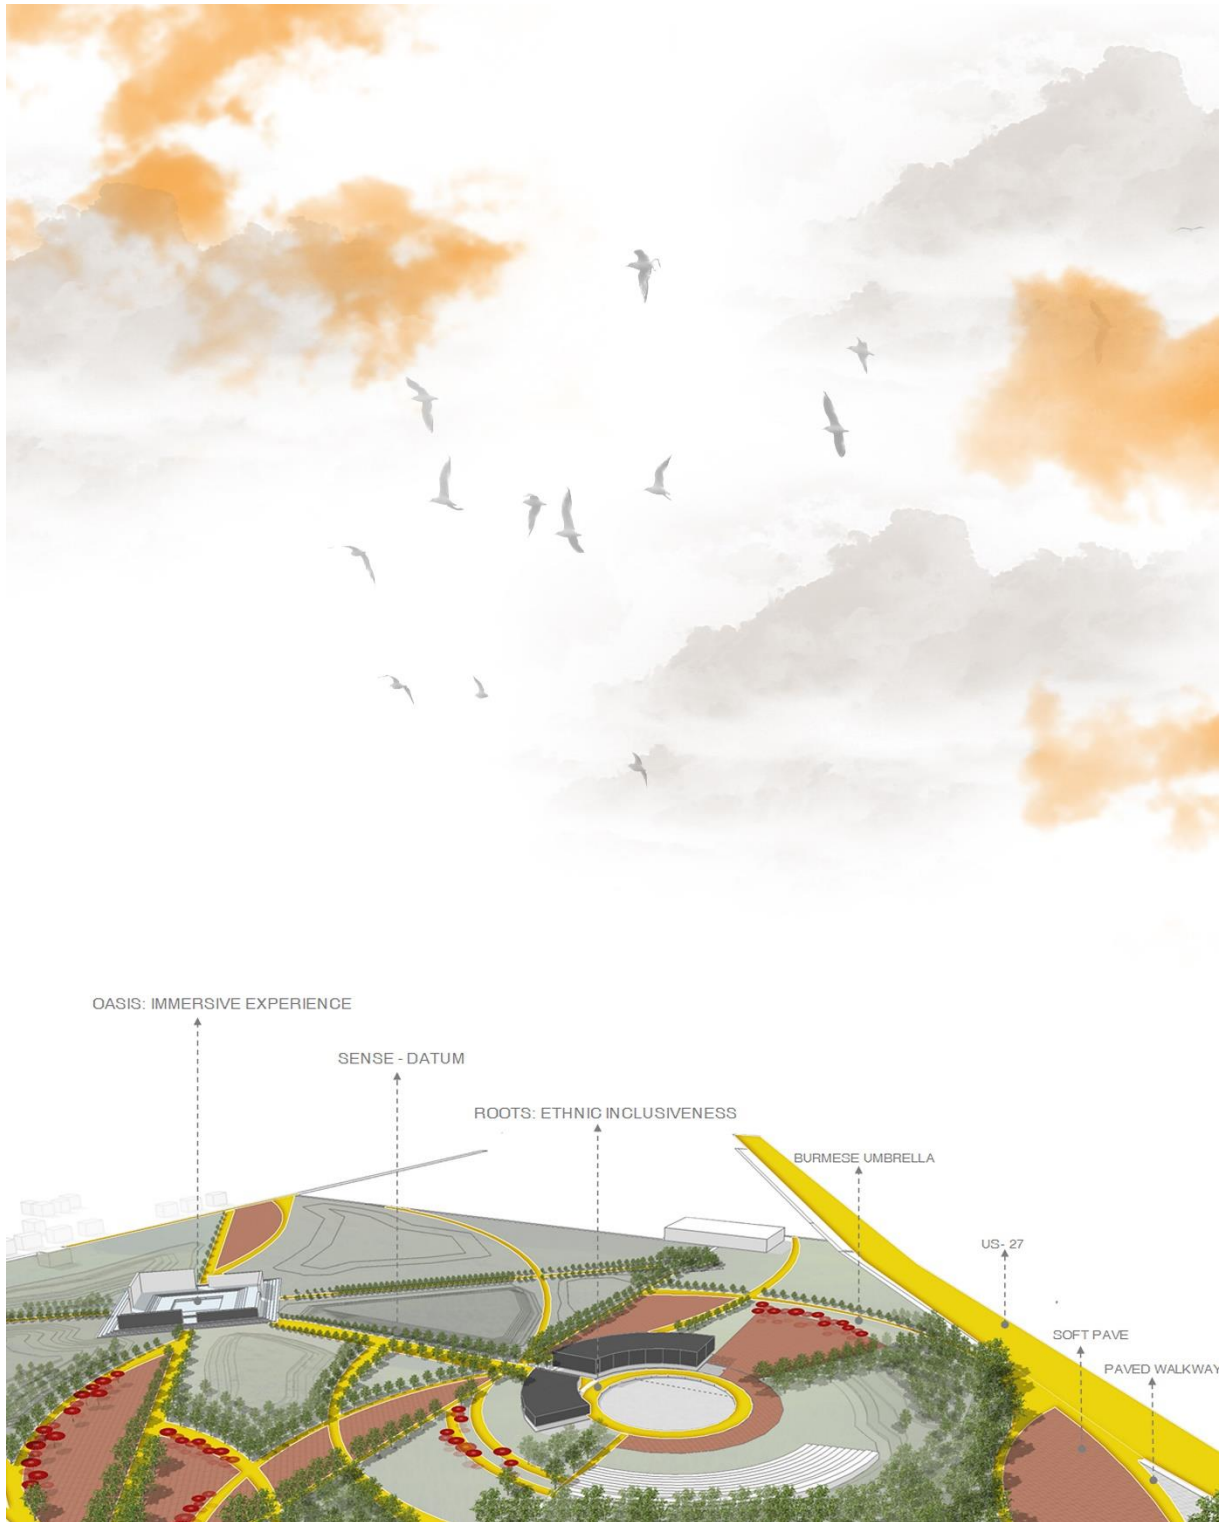 OASIS: IMMERSIVE EXPERIENCE
SENSE - DATUM
ROOTS: ETHNIC INCLUSIVENESS
BURMESE UMBRELLA
US- 27
SOFT PAVE
PAVED WALKWAY